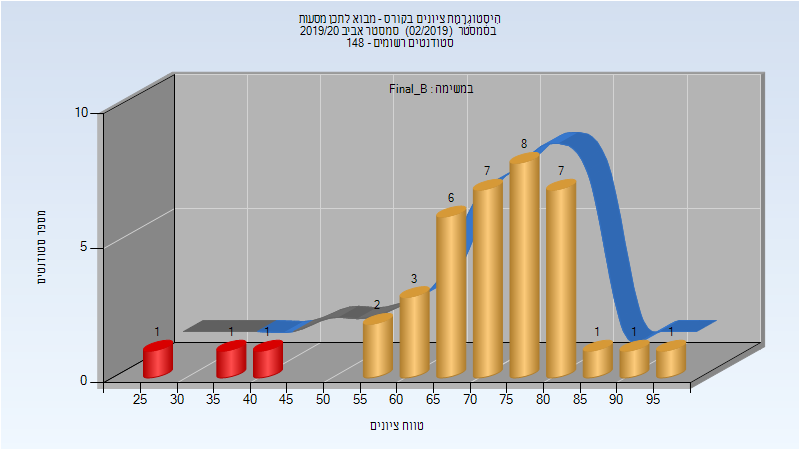 היסטוגרמת ציונים בקורס - מבוא לתכן מסעות
בסמסטר (02/2019) סמסטר אביב 2019/20
סטודנטים רשומים - 148
במשימה : Final_B
מספר סטודנטים
10
5
0
1
1
1
2
3
6
7
8
7
1
1
1
25 30 35 40 45 50 55 60 65 70 75 80 85 90 95
טווח ציונים